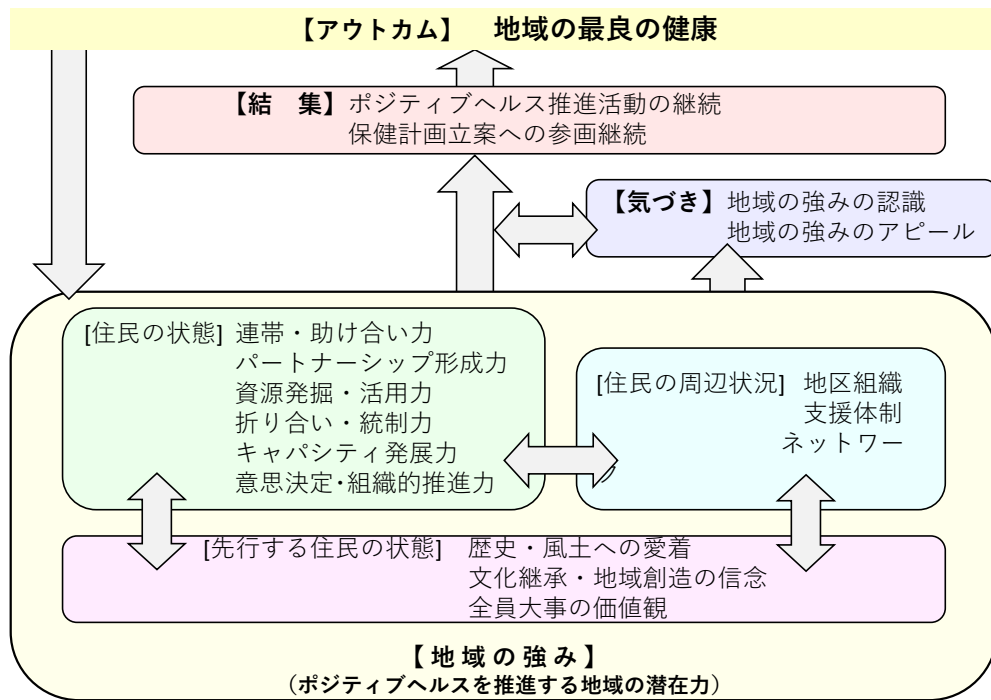 【アウトカム】　地域の最良の健康
【結　集】ポジティブヘルス推進活動の継続
保健計画立案への参画継続
【気づき】地域の強みの認識
地域の強みのアピール
[住民の状態] 連帯・助け合い力
パートナーシップ形成力
資源発掘・活用力
折り合い・統制力
キャパシティ発展力
意思決定･組織的推進力
[住民の周辺状況]　地区組織
支援体制
ネットワー
[先行する住民の状態]　歴史・風土への愛着
文化継承・地域創造の信念
全員大事の価値観
【 地 域 の 強 み 】
（ポジティブヘルスを推進する地域の潜在力）